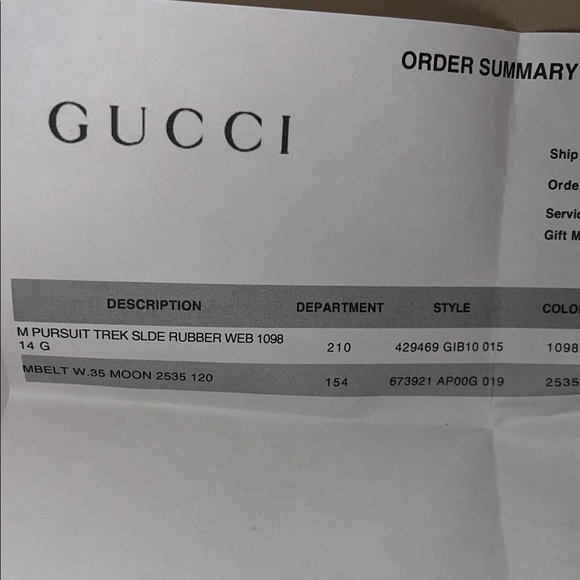 ORDER SUMMARY
GUCCI
Ship
Orde
Servic
Gift M
DESCRIPTION DEPARTMENT STYLE COLO
M PURSUIT TREK SLDE RUBBER WEB 1098 210 429469 GIB10 015 1098
14 G
MBELT W.35 MOON 2535 120 154 673921 AP00G 019 2535